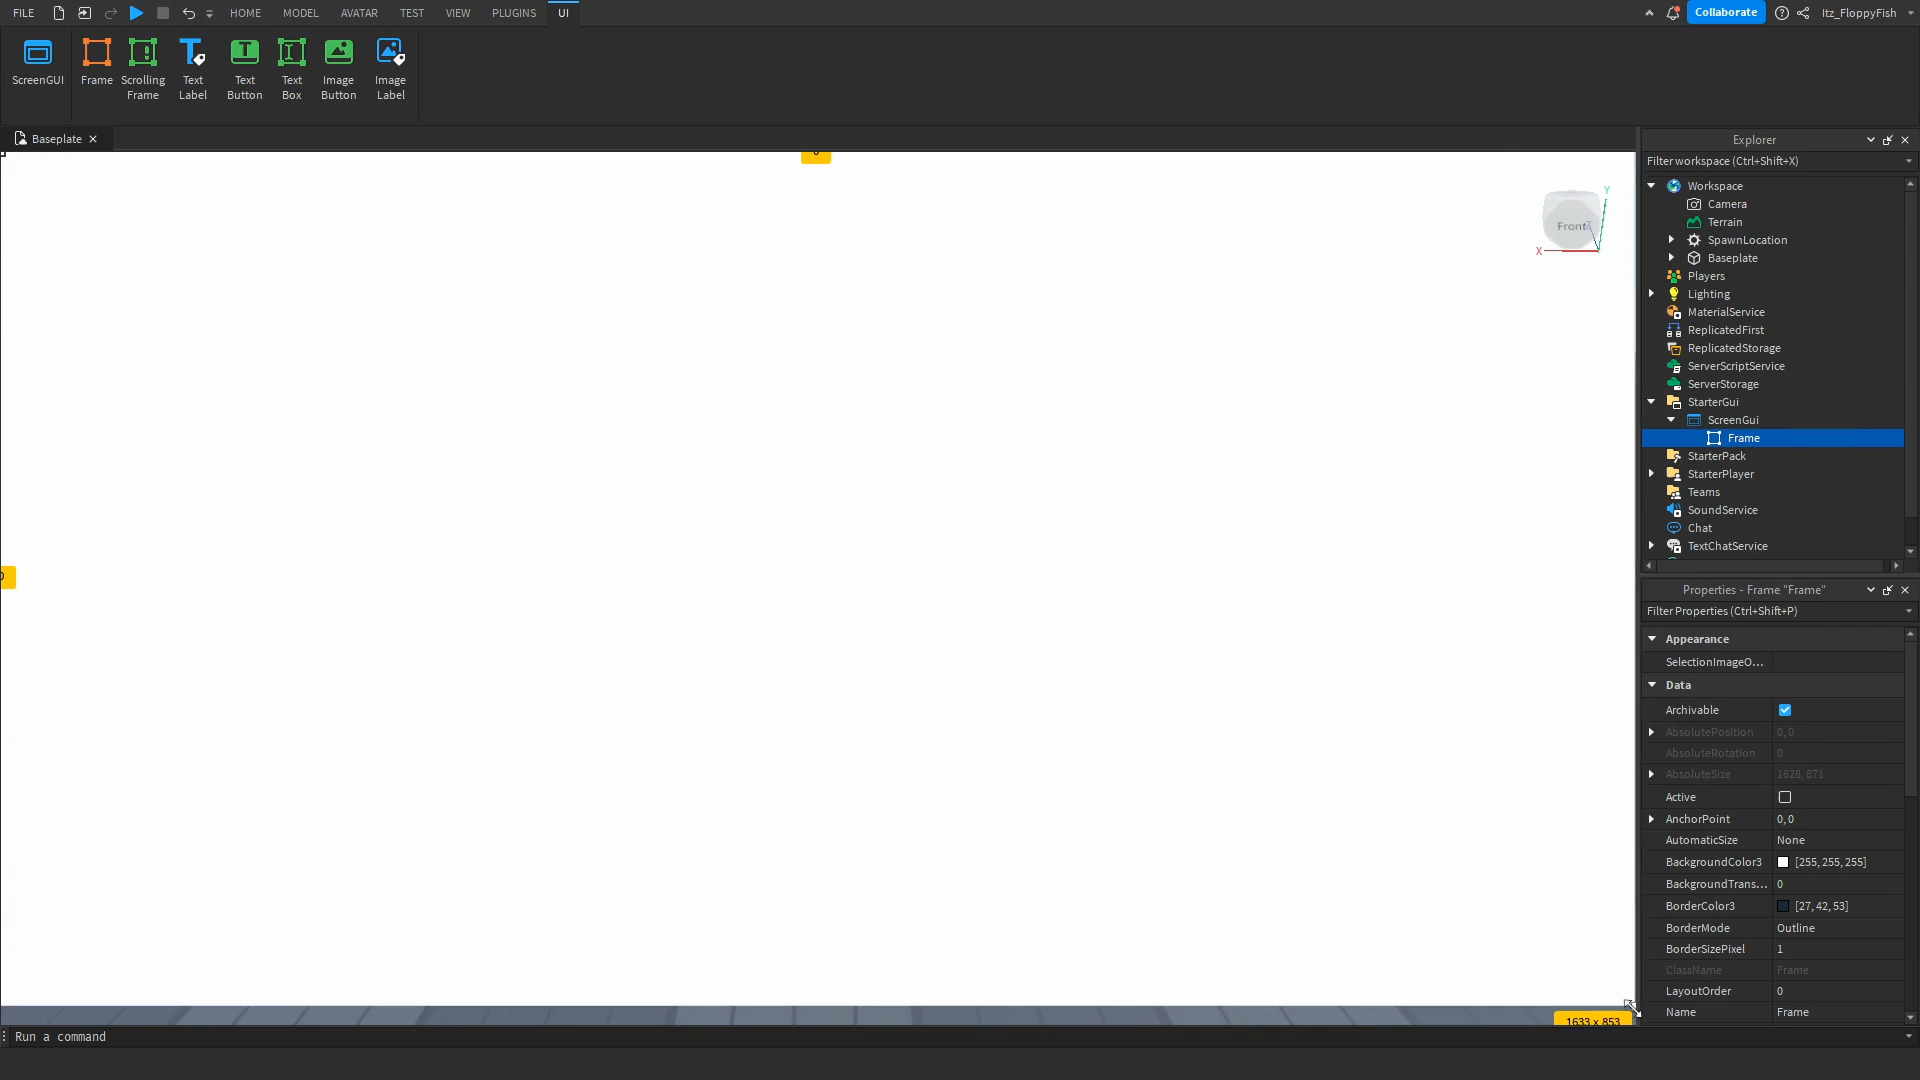 FILE HOME MODEL AVATAR TEST VIEW PLUGINS UI Collaborate Itz_FloppyFish
ScreenGUI Frame Scrolling Frame Text Label Text Button Text Box Image Button Image Label
Baseplate
Explorer
Filter workspace (Ctrl+Shift+X)
Workspace
Camera
Terrain
SpawnLocation
Baseplate
Players
Lighting
MaterialService
ReplicatedFirst
ReplicatedStorage
ServerScriptService
ServerStorage
StarterGui
ScreenGui
Frame
StarterPack
StarterPlayer
Teams
SoundService
Chat
TextChatService
Front
X
Y
Z
Properties - Frame "Frame"
Filter Properties (Ctrl+Shift+P)
Appearance
SelectionImageO...
Data
Archivable
AbsolutePosition 0, 0
AbsoluteRotation 0
AbsoluteSize 1628, 871
Active
AnchorPoint 0, 0
AutomaticSize None
BackgroundColor3 [255, 255, 255]
BackgroundTrans... 0
BorderColor3 [27, 42, 53]
BorderMode Outline
BorderSizePixel 1
ClassName Frame
LayoutOrder 0
Name Frame
1633 x 853
Run a command